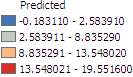 Predicted
-0.183110 - 2.583910
2.583911 - 8.835290
8.835291 - 13.548020
13.548021 - 19.551600